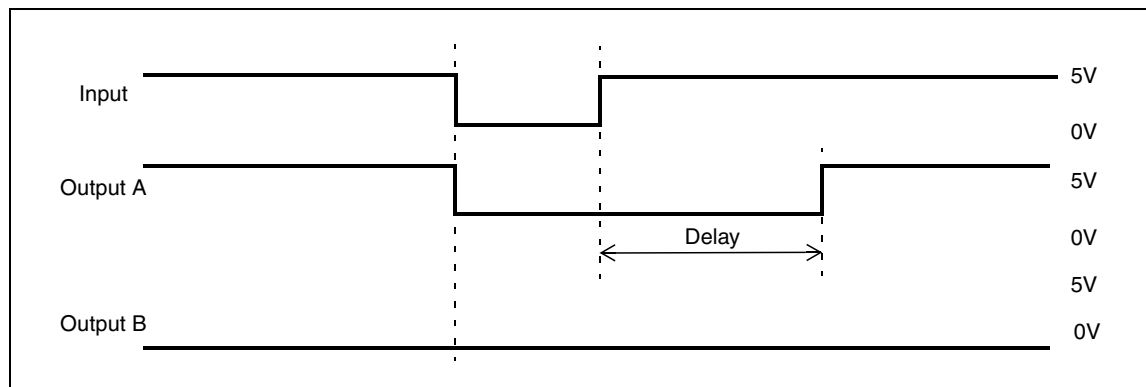 Input
5V
0V
Output A
5V
Delay
0V
5V
Output B
0V